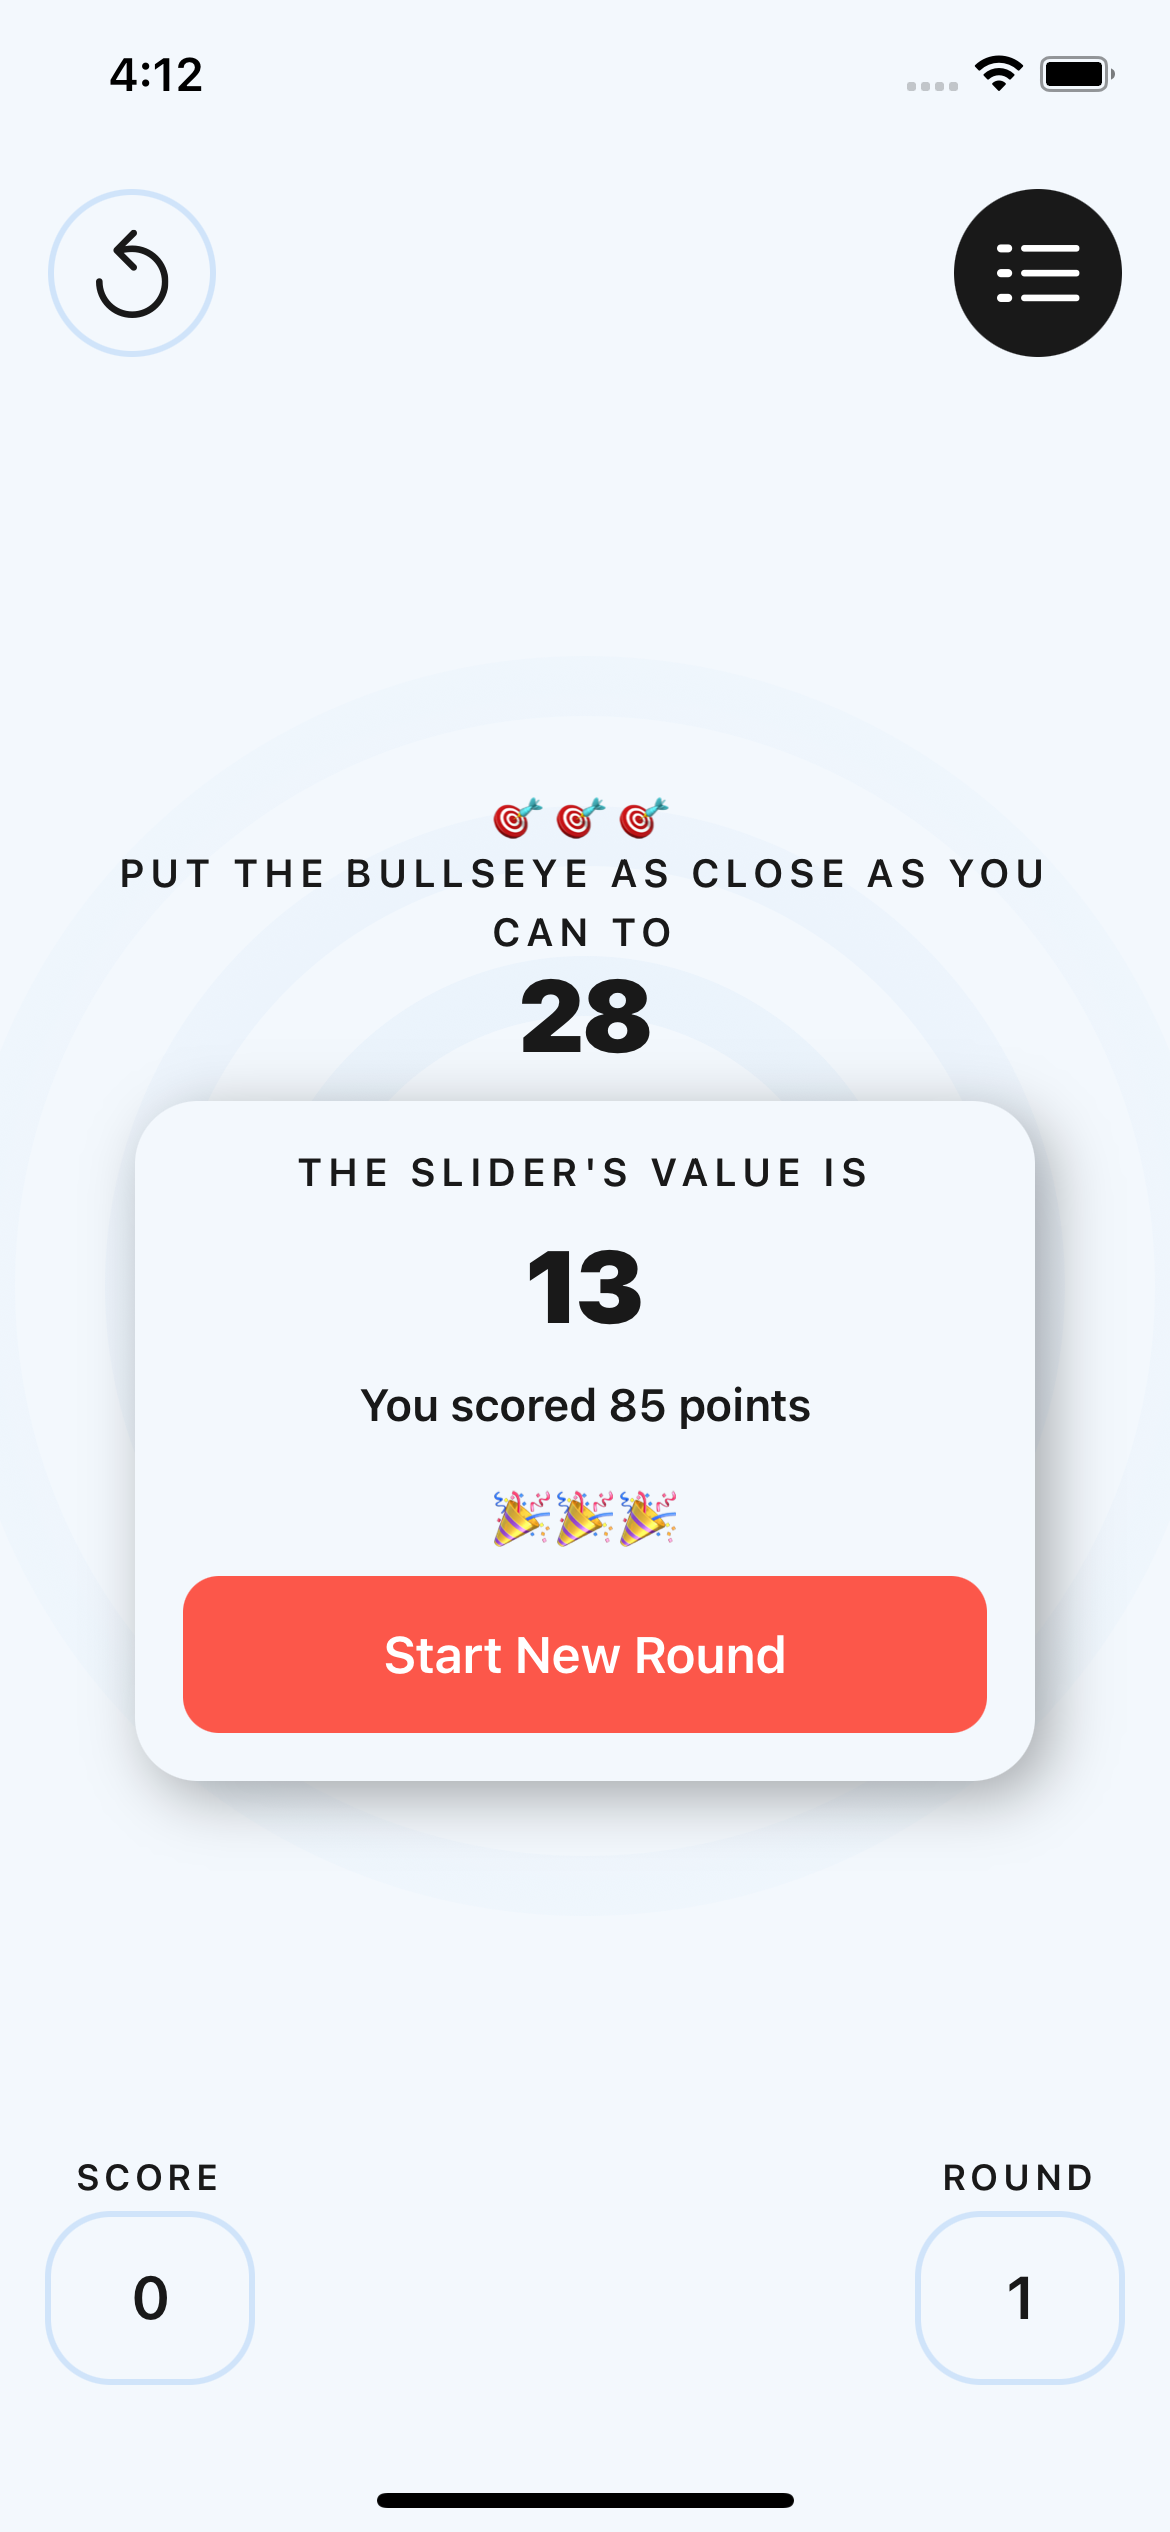 4:12
🎯🎯🎯
PUT THE BULLSEYE AS CLOSE AS YOU
CAN TO
28
THE SLIDER'S VALUE IS
13
You scored 85 points
🎉🎉🎉
Start New Round
SCORE
ROUND
0
1